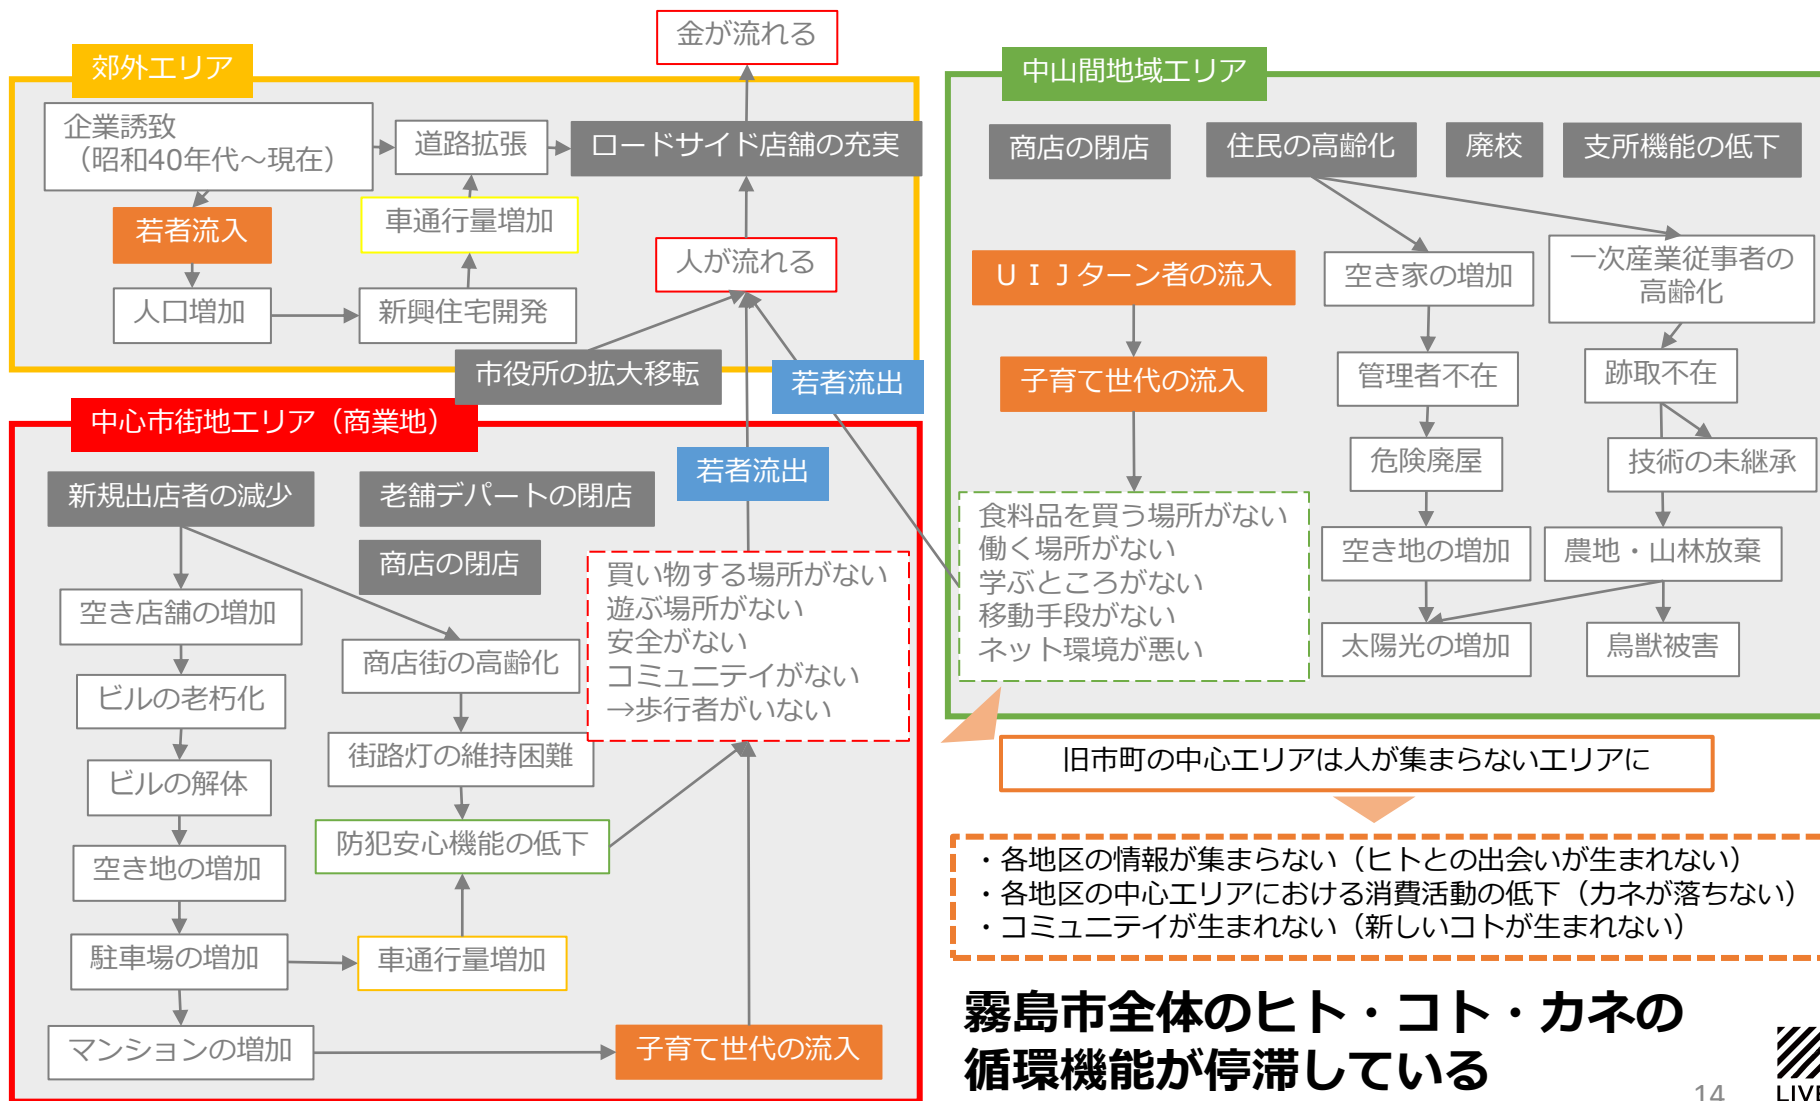 金が流れる
郊外エリア
企業誘致
（昭和40年代～現在）
道路拡張
ロードサイド店舗の充実
若者流入
車通行量増加
人が流れる
人口増加
新興住宅開発
市役所の拡大移転
若者流出
中心市街地エリア（商業地）
若者流出
新規出店者の減少
老舗デパートの閉店
商店の閉店
買い物する場所がない
遊ぶ場所がない
安全がない
コミュニテイがない
→歩行者がいない
空き店舗の増加
商店街の高齢化
ビルの老朽化
街路灯の維持困難
ビルの解体
防犯安心機能の低下
空き地の増加
駐車場の増加
車通行量増加
マンションの増加
子育て世代の流入
中山間地域エリア
商店の閉店
住民の高齢化
廃校
支所機能の低下
ＵＩＪターン者の流入
空き家の増加
一次産業従事者の
高齢化
子育て世代の流入
管理者不在
跡取不在
危険廃屋
技術の未継承
食料品を買う場所がない
働く場所がない
学ぶところがない
移動手段がない
ネット環境が悪い
空き地の増加
農地・山林放棄
太陽光の増加
鳥獣被害
旧市町の中心エリアは人が集まらないエリアに
・各地区の情報が集まらない（ヒトとの出会いが生まれない）
・各地区の中心エリアにおける消費活動の低下（カネが落ちない）
・コミュニテイが生まれない（新しいコトが生まれない）
霧島市全体のヒト・コト・カネの
循環機能が停滞している
14